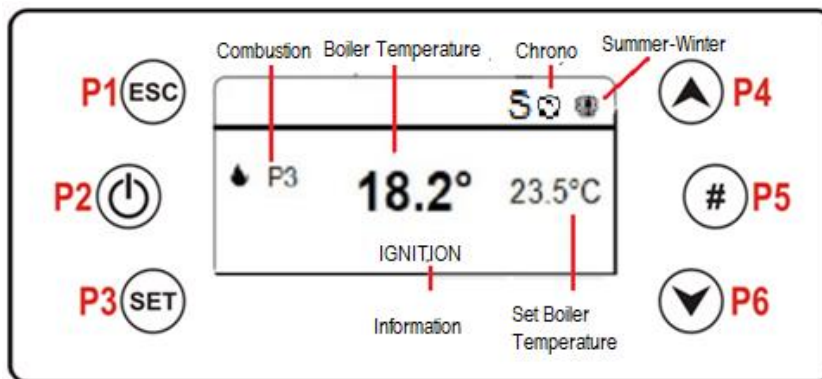 Combustion Boiler Temperature Chrono Summer-Winter
P1 ESC P4
S
P3 18.2° 23.5°C
P2 # P5
IGNITION
P3 SET P6
Information Set Boiler
Temperature